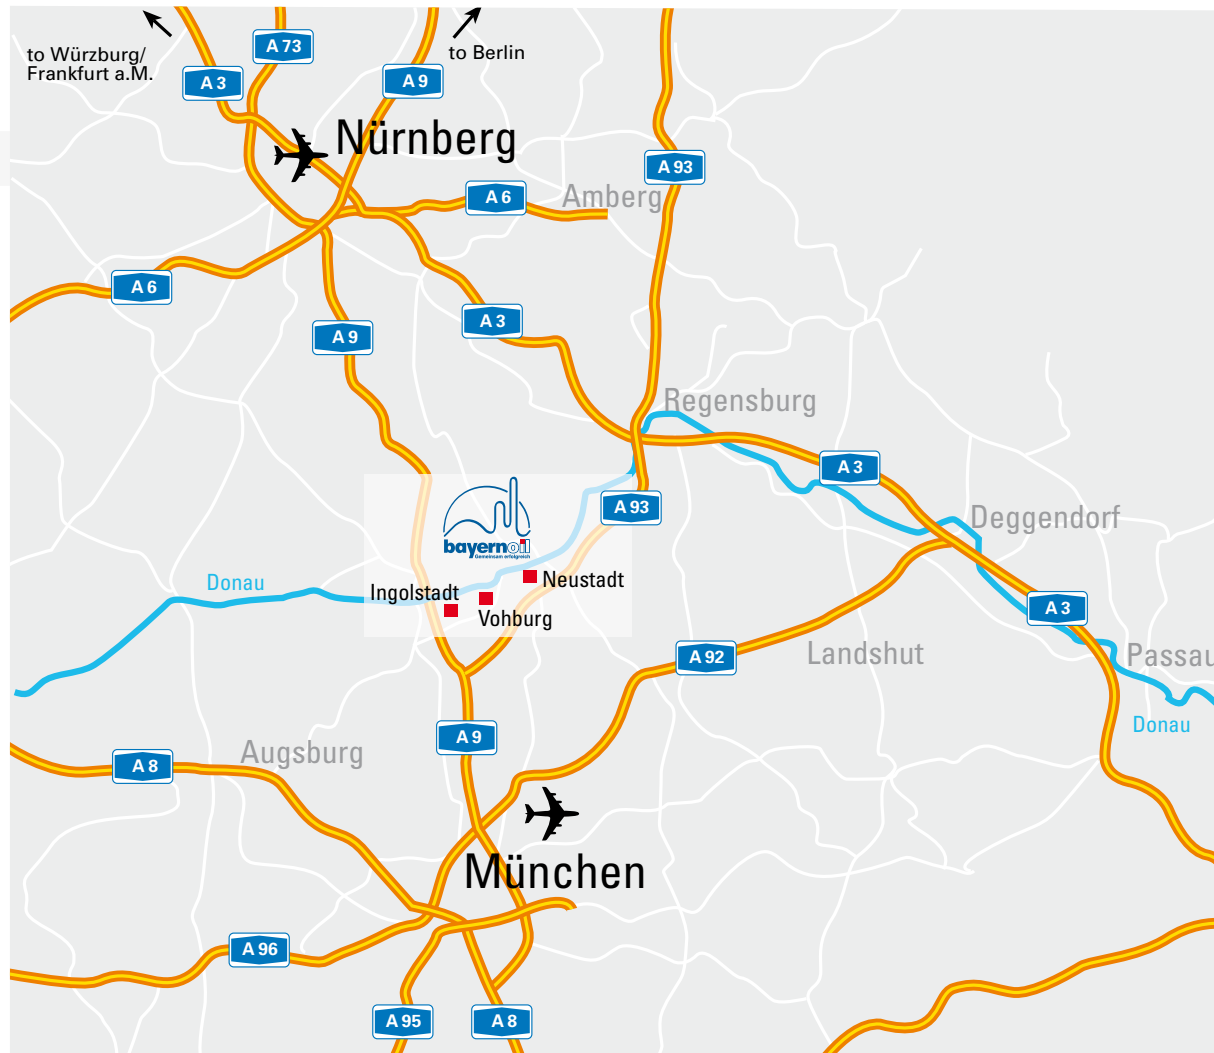 to Würzburg/
Frankfurt a.M.
A 73
to Berlin
A 3
A 9
Nürnberg
A 93
A 6
Amberg
A 6
A 9
A 3
Regensburg
A 3
A 93
Deggendorf
bayernoil
Gemeinsam erfolgreich
Donau
Ingolstadt
Neustadt
Vohburg
A 3
A 92
Landshut
Passau
Donau
A 9
A 8
Augsburg
München
A 96
A 95
A 8